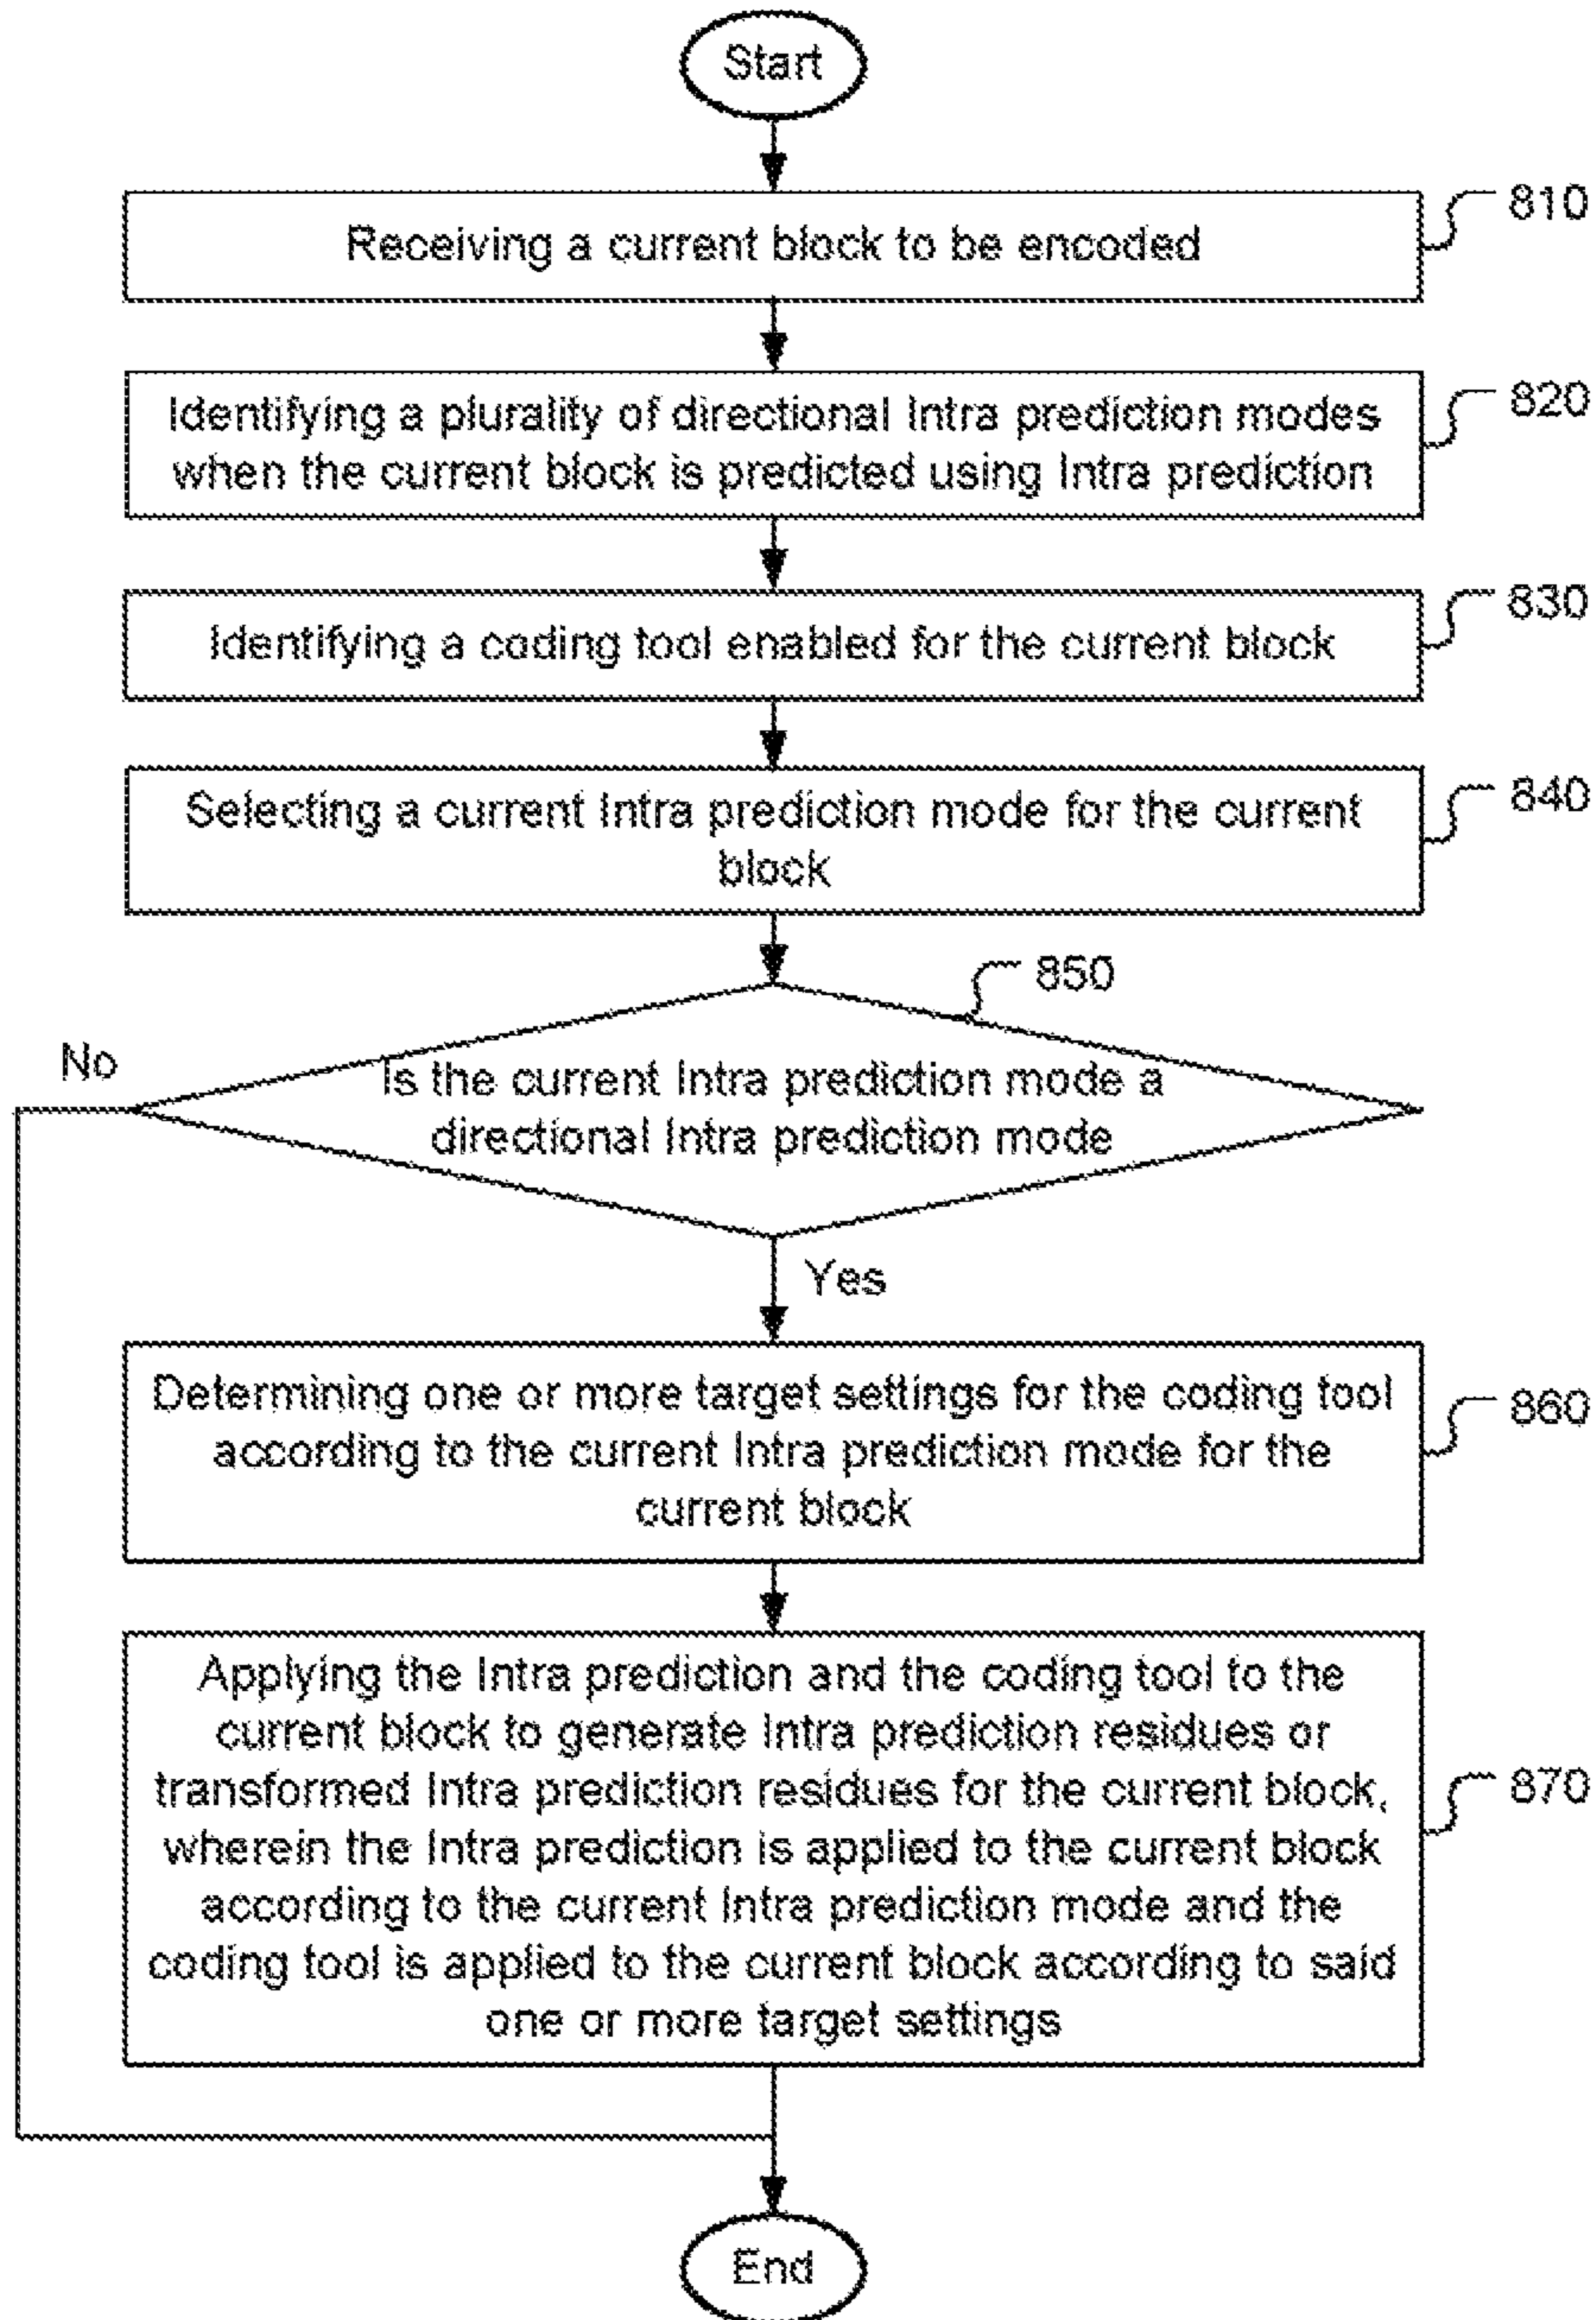 Start
Receiving a current block to be encoded
810
Identifying a plurality of directional Intra prediction modes
when the current block is predicted using Intra prediction
820
Identifying a coding tool enabled for the current block
830
Selecting a current Intra prediction mode for the current
block
840
850
No
Is the current Intra prediction mode a
directional Intra prediction mode
Yes
Determining one or more target settings for the coding tool
according to the current Intra prediction mode for the
current block
860
Applying the Intra prediction and the coding tool to the
current block to generate Intra prediction residues or
transformed Intra prediction residues for the current block,
wherein the Intra prediction is applied to the current block
according to the current Intra prediction mode and the
coding tool is applied to the current block according to said
one or more target settings
870
End